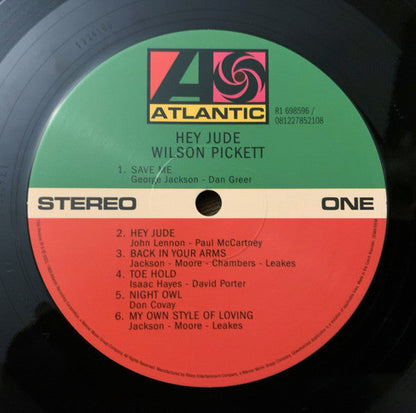 ATLANTIC
R1 698596 /
081227852108
HEY JUDE
WILSON PICKETT
1. SAVE ME
George Jackson - Dan Greer
STEREO ONE
2. HEY JUDE
John Lennon - Paul McCartney
3. BACK IN YOUR ARMS
Jackson - Moore - Chambers - Leakes
4. TOE HOLD
Isaac Hayes - David Porter
5. NIGHT OWL
Don Covay
6. MY OWN STYLE OF LOVING
Jackson - Moore - Leakes